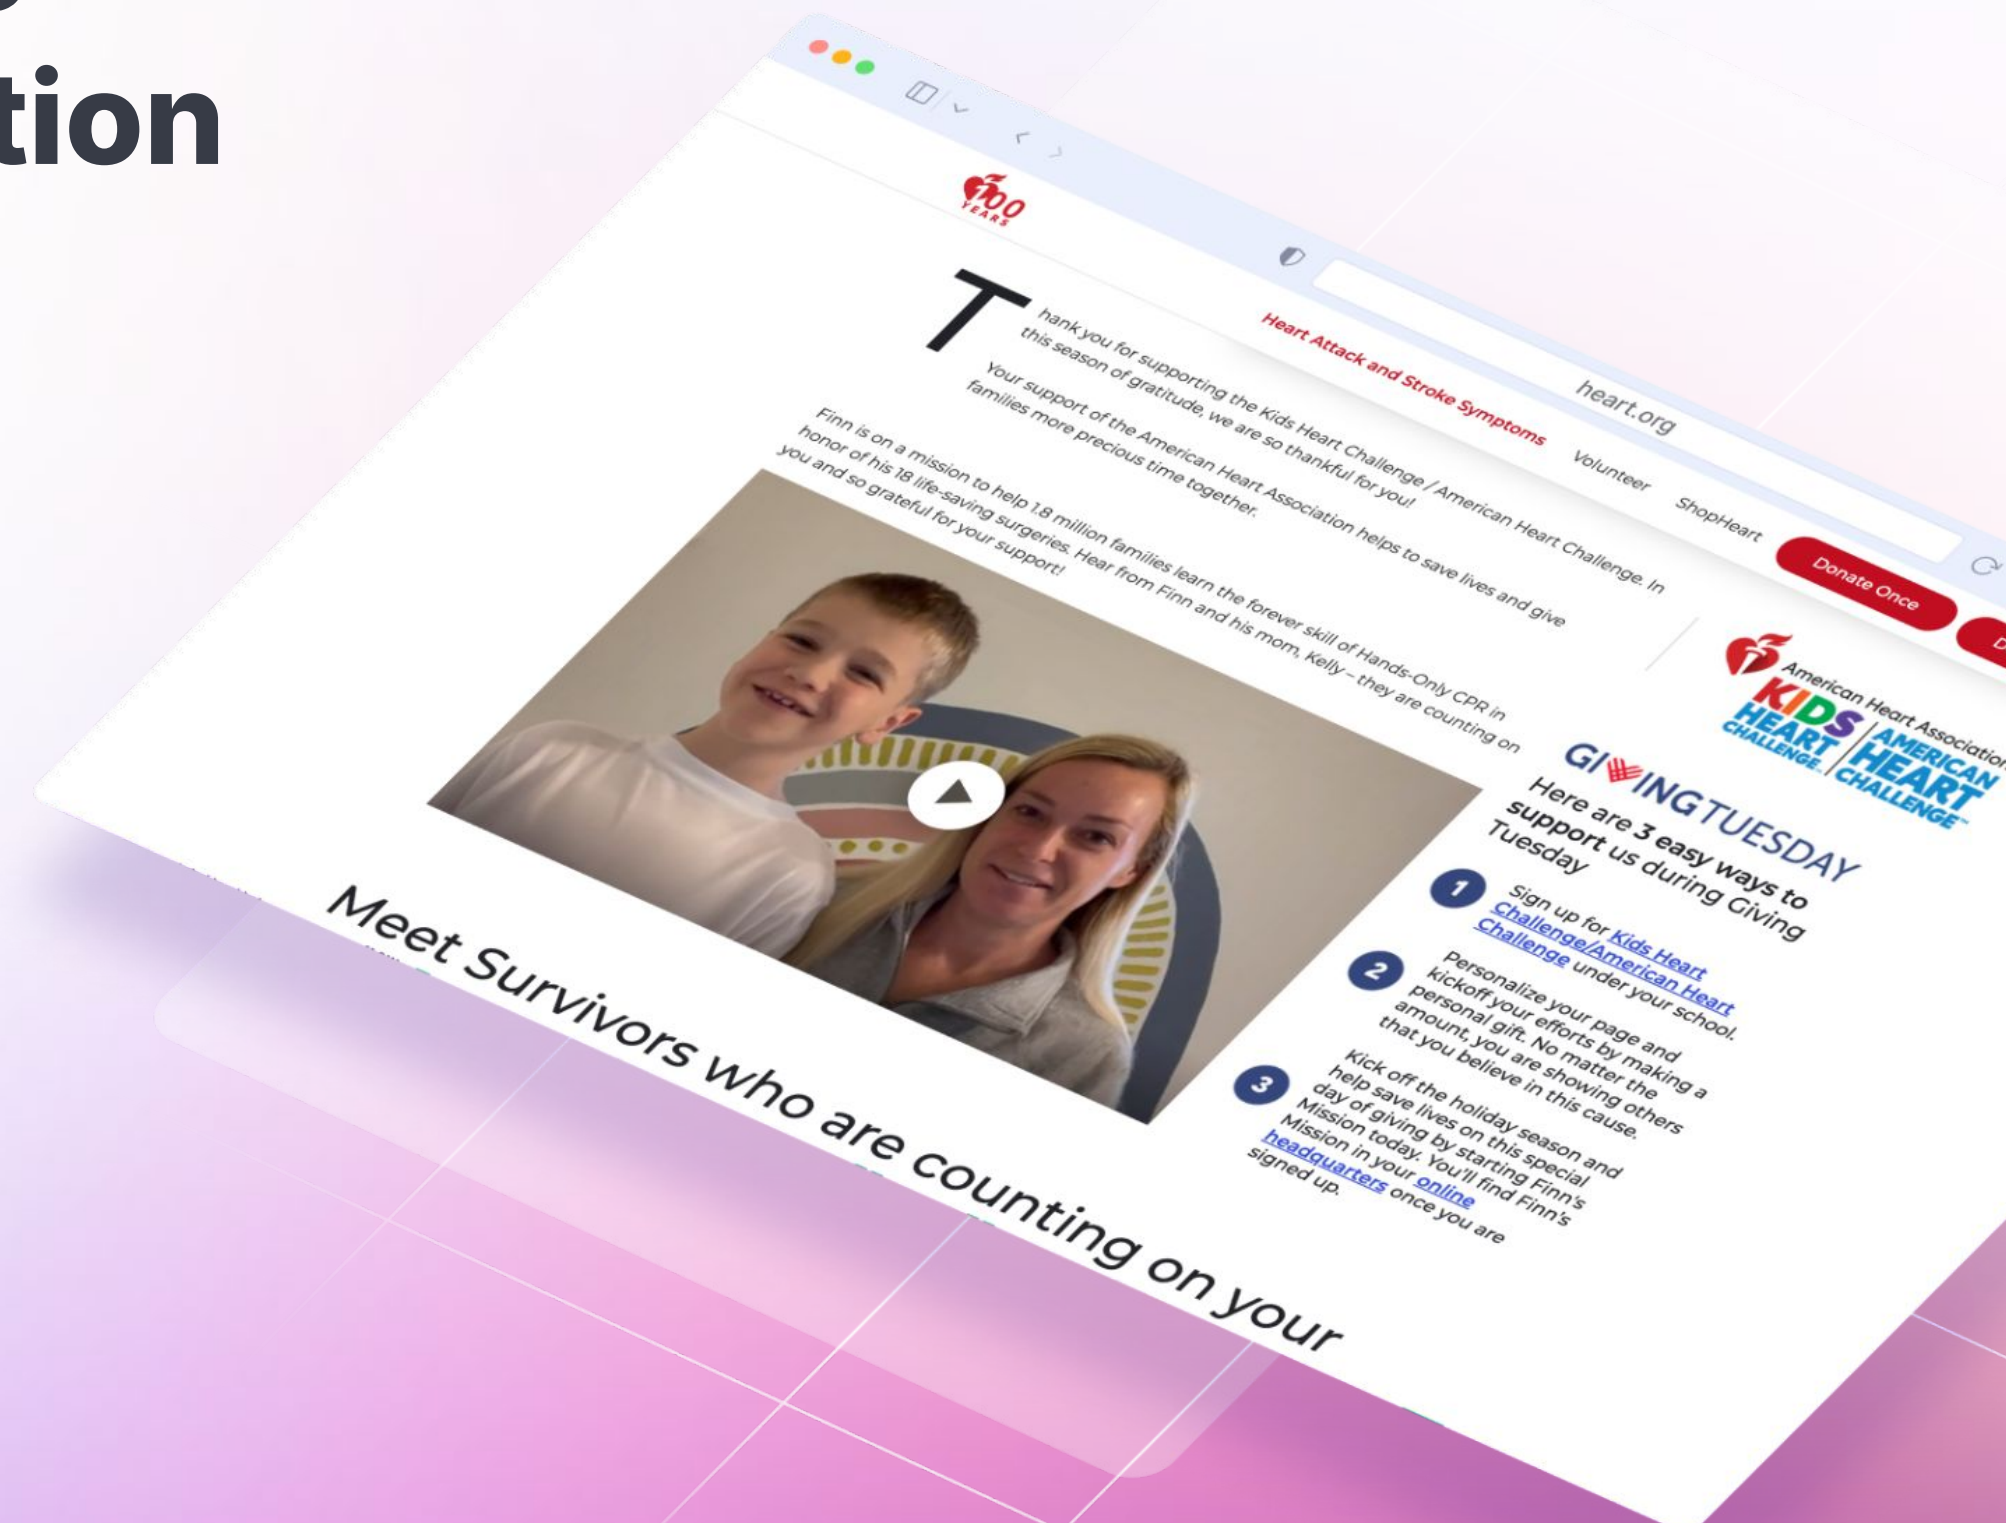 tion
100
YEARS
heart.org
Heart Attack and Stroke Symptoms
Volunteer
ShopHeart
Donate Once
D
Thank you for supporting the Kids Heart Challenge / American Heart Challenge. In
this season of gratitude, we are so thankful for you!
Your support of the American Heart Association helps to save lives and give
families more precious time together.
Finn is on a mission to help 1.8 million families learn the forever skill of Hands-Only CPR in
honor of his 18 life-saving surgeries. Hear from Finn and his mom, Kelly – they are counting on
you and so grateful for your support!
American Heart Association
KIDS
HEART
CHALLENGE™
AMERICAN
HEART
CHALLENGE™
GIVINGTUESDAY
Here are 3 easy ways to
support us during Giving
Tuesday
1
Sign up for Kids Heart
Challenge/American Heart
Challenge under your school.
2
Personalize your page and
kickoff your efforts by making a
personal gift. No matter the
amount, you are showing others
that you believe in this cause.
3
Kick off the holiday season and
help save lives on this special
day of giving by starting Finn's
Mission today. You'll find Finn's
Mission in your online
headquarters once you are
signed up.
Meet Survivors who are counting on your